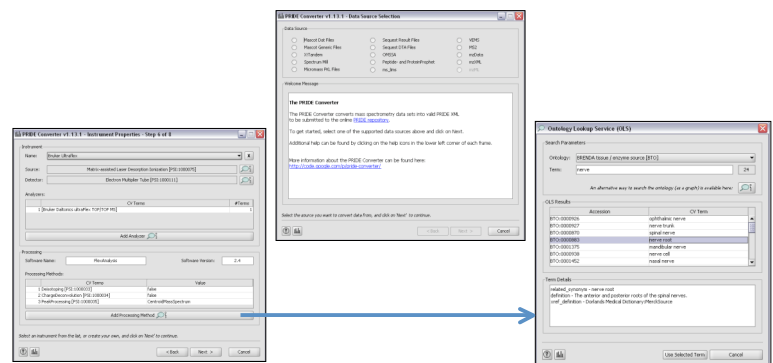 PRIDE Converter v1.13.1 - Data Source Selection
Data Source
Mascot Dat Files
Sequest Result Files
VEMS
Mascot Generic Files
Sequest DTA Files
MS2
X!Tandem
OMSSA
mzData
Spectrum Mill
Peptide- and ProteinProphet
mzXML
Micromass PKL Files
ms_lims
Welcome Message
The PRIDE Converter
The PRIDE Converter converts mass spectrometry data sets into valid PRIDE XML
to be submitted to the online PRIDE repository.
To get started, select one of the supported data sources above and click on Next.
Additional help can be found by clicking on the help icons in the lower left corner of each frame.
More information about the PRIDE Converter can be found here:
http://code.google.com/p/pride-converter/
Select the source you want to convert data from, and click on 'Next' to continue.
< Back
Next >
Cancel
PRIDE Converter v1.13.1 - Instrument Properties - Step 6 of 8
Instrument
Name:
Bruker Ultraflex
x
Source:
Matrix-assisted Laser Desorption Ionization [PSI:1000075]
Detector:
Electron Multiplier Tube [PSI:1000111]
Analyzers:
CV Terms
#Terms
1 [Bruker Daltonics ultraFlex TOF/TOF MS]
1
Add Analyzer
Processing
Software Name:
FlexAnalysis
Software Version:
2.4
Processing Methods:
CV Terms
Value
1 Deisotoping [PSI:1000033]
false
2 ChargeDeconvolution [PSI:1000034]
false
3 PeakProcessing [PSI:1000035]
CentroidMassSpectrum
Add Processing Method
Select an instrument from the list, or create your own, and click on 'Next' to continue.
< Back
Next >
Cancel
Ontology Lookup Service (OLS)
Search Parameters
Ontology:
BRENDA tissue / enzyme source [BTO]
Term:
nerve
24
An alternative way to search the ontology (as a graph) is available here:
OLS Results
Accession
CV Term
BTO:0000926
ophthalmic nerve
BTO:0000927
nerve trunk
BTO:0000870
spinal nerve
BTO:0000883
nerve root
BTO:0001375
mandibular nerve
BTO:0000938
nerve cell
BTO:0001452
nasal nerve
Term Details
related_synonym - nerve root
definition - The anterior and posterior roots of the spinal nerves.
xref_definition - Dorlands Medical Dictionary:MerckSource
Use Selected Term
Cancel